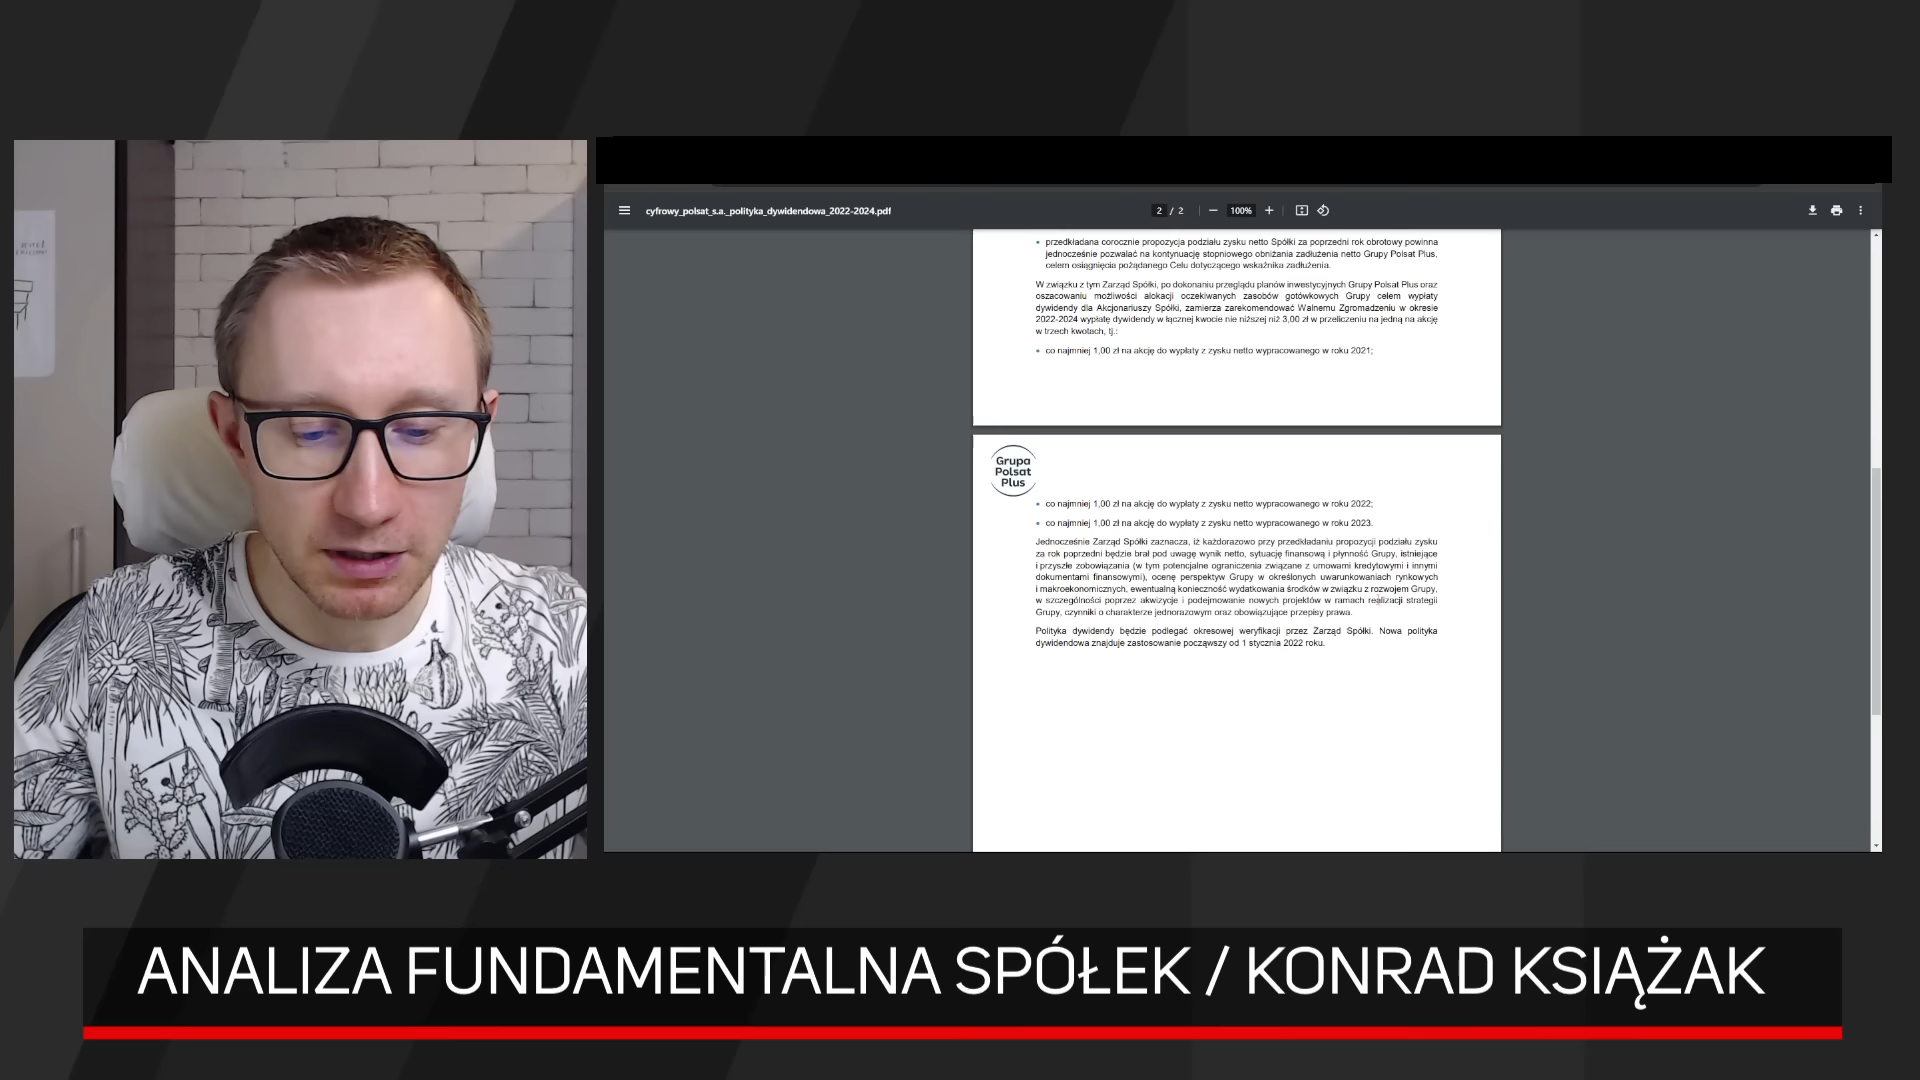 cyfrowy_polsat_s.a._polityka_dywidendowa_2022-2024.pdf
2 / 2
100%
przedkładana corocznie propozycja podziału zysku netto Spółki za poprzedni rok obrotowy powinna
jednocześnie pozwalać na kontynuację stopniowego obniżania zadłużenia netto Grupy Polsat Plus,
celem osiągnięcia pożądanego Celu dotyczącego wskaźnika zadłużenia.
W związku z tym Zarząd Spółki, po dokonaniu przeglądu planów inwestycyjnych Grupy Polsat Plus oraz
oszacowaniu możliwości alokacji oczekiwanych zasobów gotówkowych Grupy celem wypłaty
dywidendy dla Akcjonariuszy Spółki, zamierza zarekomendować Walnemu Zgromadzeniu w okresie
2022-2024 wypłatę dywidendy w łącznej kwocie nie niższej niż 3,00 zł w przeliczeniu na jedną na akcję
w trzech kwotach, tj.:
• co najmniej 1,00 zł na akcję do wypłaty z zysku netto wypracowanego w roku 2021;
Grupa
Polsat
Plus
• co najmniej 1,00 zł na akcję do wypłaty z zysku netto wypracowanego w roku 2022;
• co najmniej 1,00 zł na akcję do wypłaty z zysku netto wypracowanego w roku 2023.
Jednocześnie Zarząd Spółki zaznacza, iż każdorazowo przy przedkładaniu propozycji podziału zysku
za rok poprzedni będzie brał pod uwagę wynik netto, sytuację finansową i płynność Grupy, istniejące
i przyszłe zobowiązania (w tym potencjalne ograniczenia związane z umowami kredytowymi i innymi
dokumentami finansowymi), ocenę perspektyw Grupy w określonych uwarunkowaniach rynkowych
i makroekonomicznych, ewentualną konieczność wydatkowania środków w związku z rozwojem Grupy,
w szczególności poprzez akwizycje i podejmowanie nowych projektów w ramach realizacji strategii
Grupy, czynniki o charakterze jednorazowym oraz obowiązujące przepisy prawa.
Polityka dywidendy będzie podlegać okresowej weryfikacji przez Zarząd Spółki. Nowa polityka
dywidendowa znajduje zastosowanie począwszy od 1 stycznia 2022 roku.
ANALIZA FUNDAMENTALNA SPÓŁEK / KONRAD KSIĄŻAK